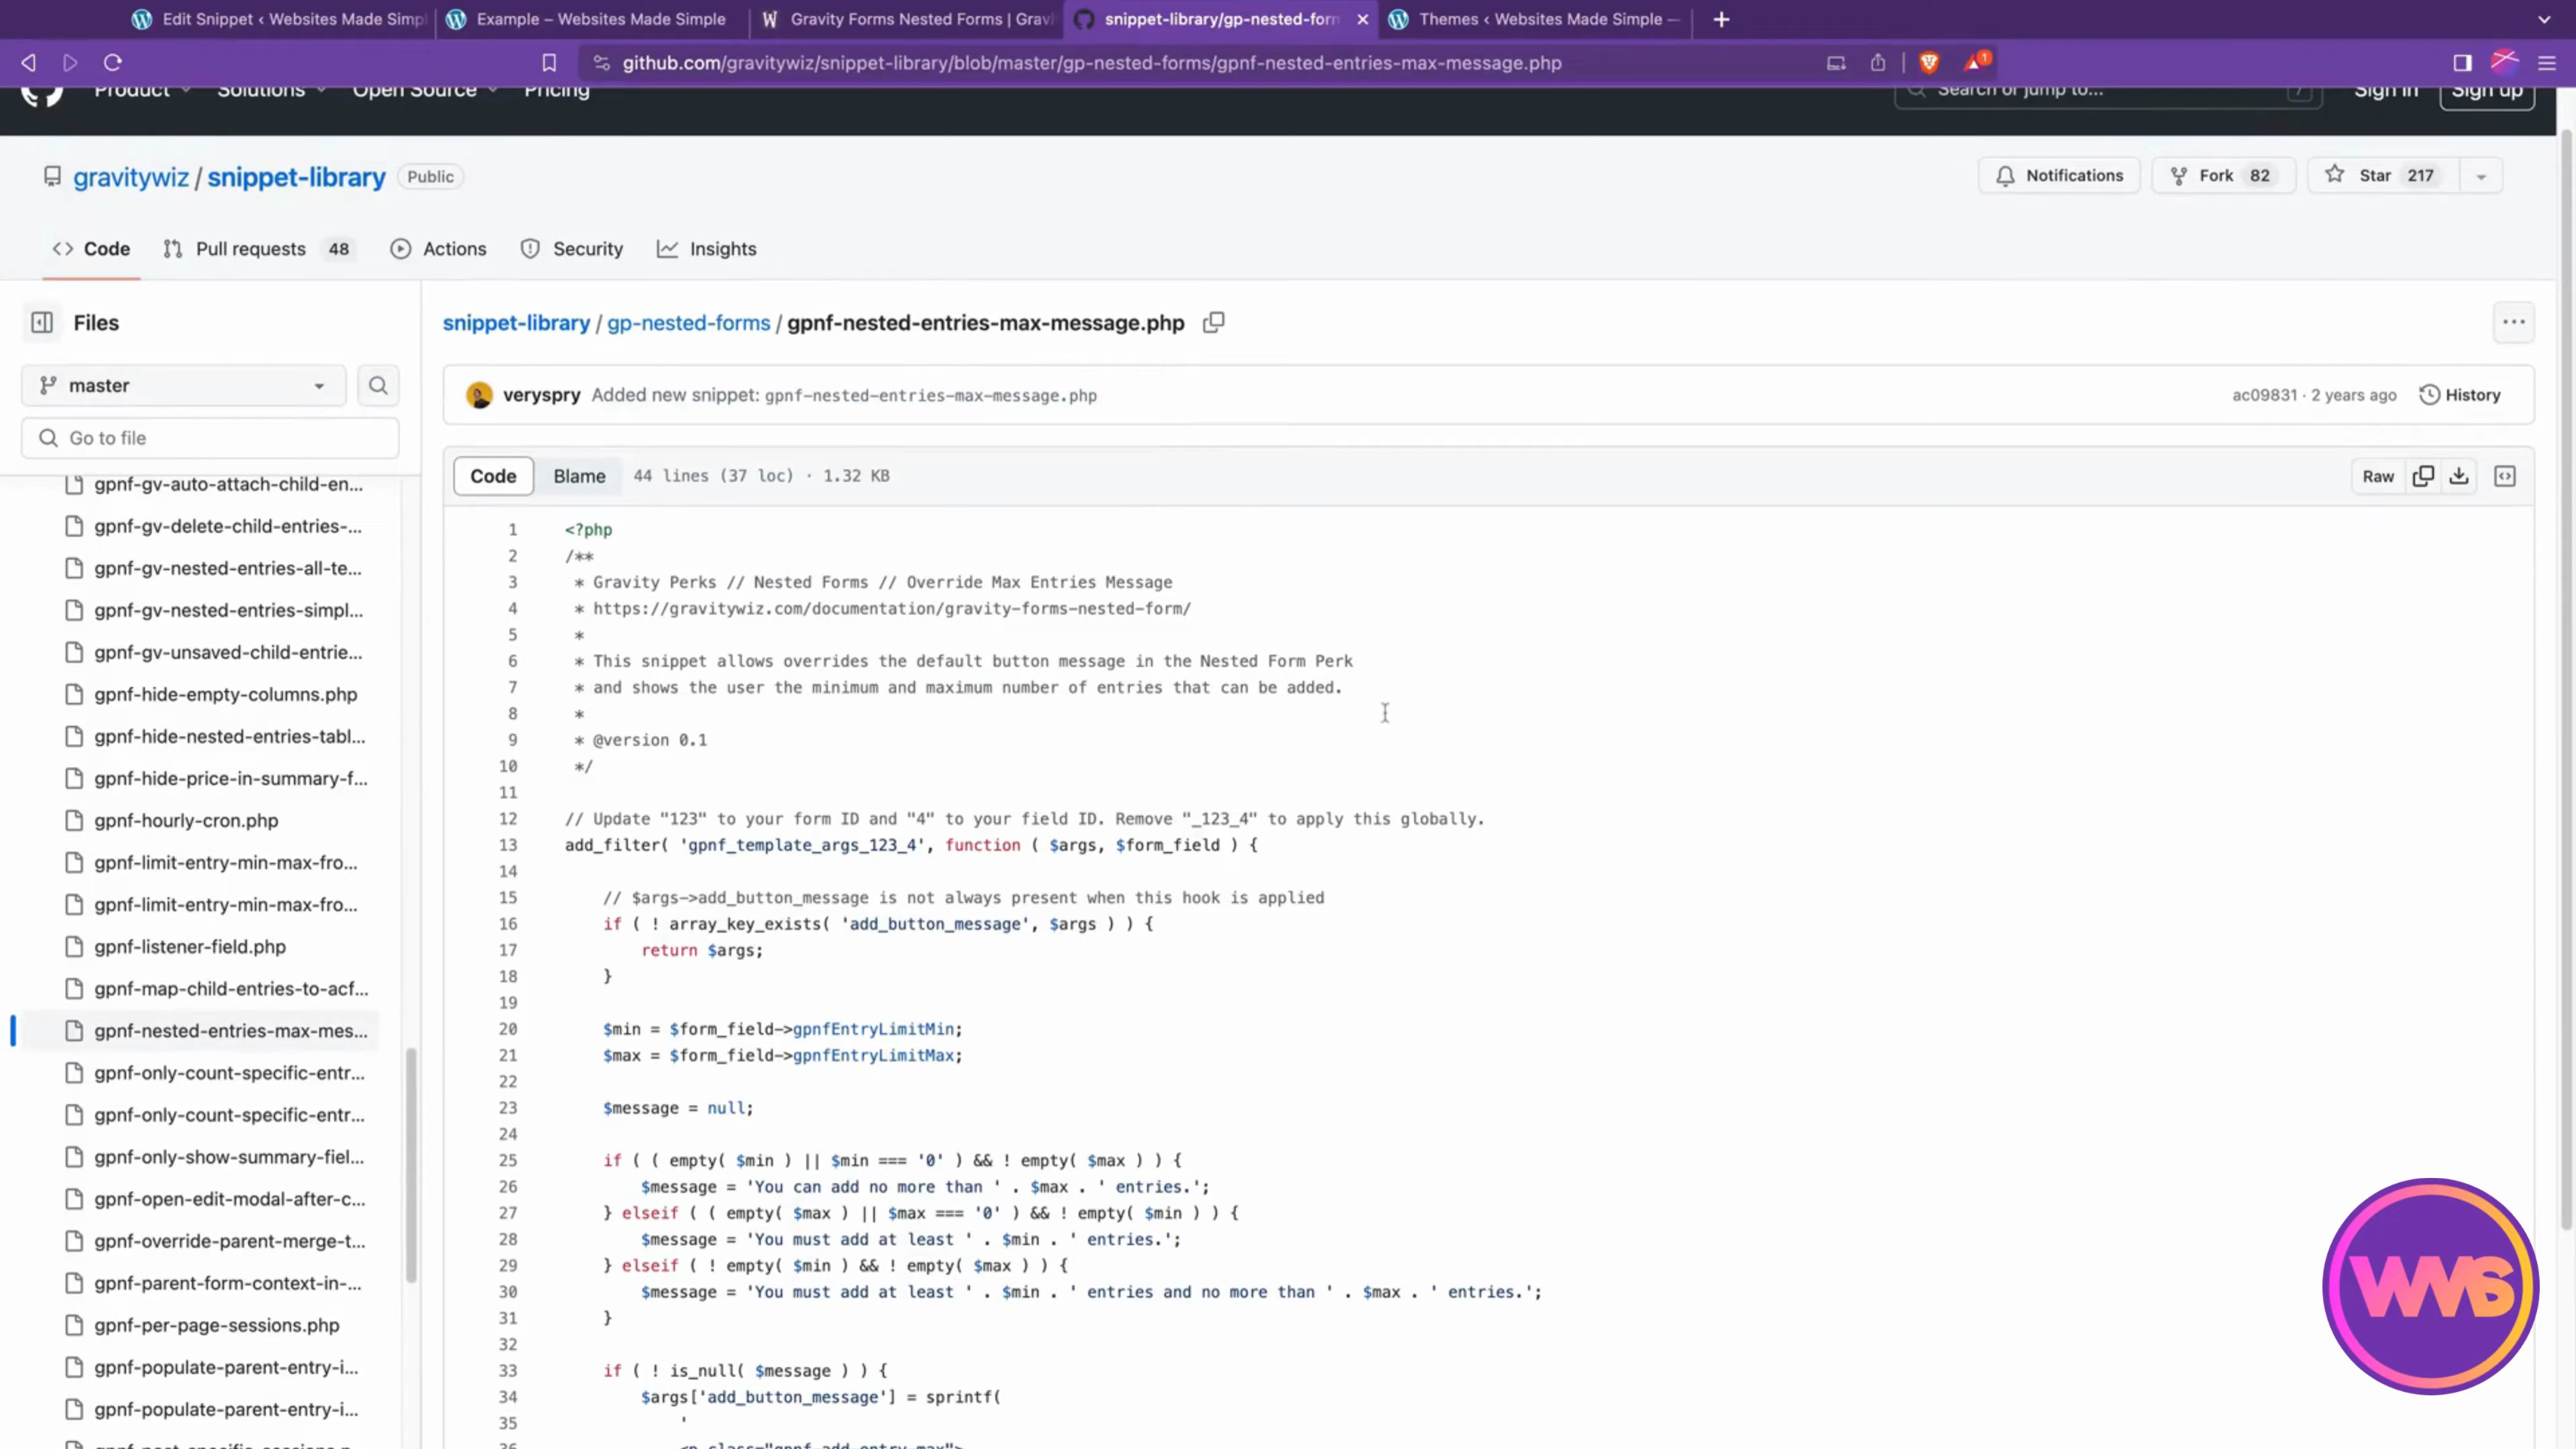 Edit Snippet ‹ Websites Made Simpl
Example – Websites Made Simple
Gravity Forms Nested Forms | Gravi
snippet-library/gp-nested-form
Themes ‹ Websites Made Simple —
github.com/gravitywiz/snippet-library/blob/master/gp-nested-forms/gpnf-nested-entries-max-message.php
1
Product
Solutions
Open Source
Pricing
Search or jump to...
/
Sign in
Sign up
gravitywiz / snippet-library
Public
Notifications
Fork 82
Star 217
Code
Pull requests 48
Actions
Security
Insights
Files
master
Go to file
gpnf-gv-auto-attach-child-en...
gpnf-gv-delete-child-entries-...
gpnf-gv-nested-entries-all-te...
gpnf-gv-nested-entries-simpl...
gpnf-gv-unsaved-child-entrie...
gpnf-hide-empty-columns.php
gpnf-hide-nested-entries-tabl...
gpnf-hide-price-in-summary-f...
gpnf-hourly-cron.php
gpnf-limit-entry-min-max-fro...
gpnf-limit-entry-min-max-fro...
gpnf-listener-field.php
gpnf-map-child-entries-to-acf...
gpnf-nested-entries-max-mes...
gpnf-only-count-specific-entr...
gpnf-only-count-specific-entr...
gpnf-only-show-summary-fiel...
gpnf-open-edit-modal-after-c...
gpnf-override-parent-merge-t...
gpnf-parent-form-context-in-...
gpnf-per-page-sessions.php
gpnf-populate-parent-entry-i...
gpnf-populate-parent-entry-i...
snippet-library / gp-nested-forms / gpnf-nested-entries-max-message.php
veryspry Added new snippet: gpnf-nested-entries-max-message.php
ac09831 · 2 years ago
History
Code
Blame
44 lines (37 loc) · 1.32 KB
Raw
1 <?php
2 /**
3 * Gravity Perks // Nested Forms // Override Max Entries Message
4 * https://gravitywiz.com/documentation/gravity-forms-nested-form/
5 *
6 * This snippet allows overrides the default button message in the Nested Form Perk
7 * and shows the user the minimum and maximum number of entries that can be added.
8 *
9 * @version 0.1
10 */
11
12 // Update "123" to your form ID and "4" to your field ID. Remove "_123_4" to apply this globally.
13 add_filter( 'gpnf_template_args_123_4', function ( $args, $form_field ) {
14
15 // $args->add_button_message is not always present when this hook is applied
16 if ( ! array_key_exists( 'add_button_message', $args ) ) {
17 return $args;
18 }
19
20 $min = $form_field->gpnfEntryLimitMin;
21 $max = $form_field->gpnfEntryLimitMax;
22
23 $message = null;
24
25 if ( ( empty( $min ) || $min === '0' ) && ! empty( $max ) ) {
26 $message = 'You can add no more than ' . $max . ' entries.';
27 } elseif ( ( empty( $max ) || $max === '0' ) && ! empty( $min ) ) {
28 $message = 'You must add at least ' . $min . ' entries.';
29 } elseif ( ! empty( $min ) && ! empty( $max ) ) {
30 $message = 'You must add at least ' . $min . ' entries and no more than ' . $max . ' entries.';
31 }
32
33 if ( ! is_null( $message ) ) {
34 $args['add_button_message'] = sprintf(
35 '
36 <p class="gpnf-add-entry-max">
WMS